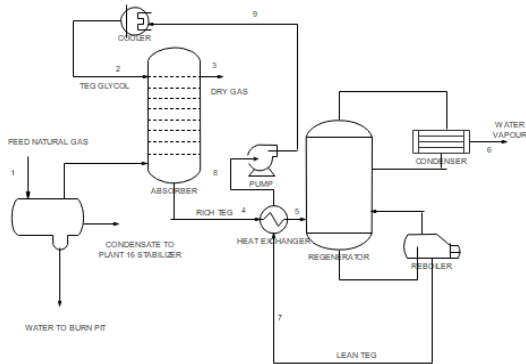 9
COOLER
2
3
TEG GLYCOL
DRY GAS
WATER
VAPOUR
6
FEED NATURAL GAS
CONDENSER
1
8
PUMP
ABSORBER
RICH TEG
4
5
HEAT EXCHANGER
CONDENSATE TO
PLANT 16 STABILIZER
REGENERATOR
REBOILER
7
WATER TO BURN PIT
LEAN TEG